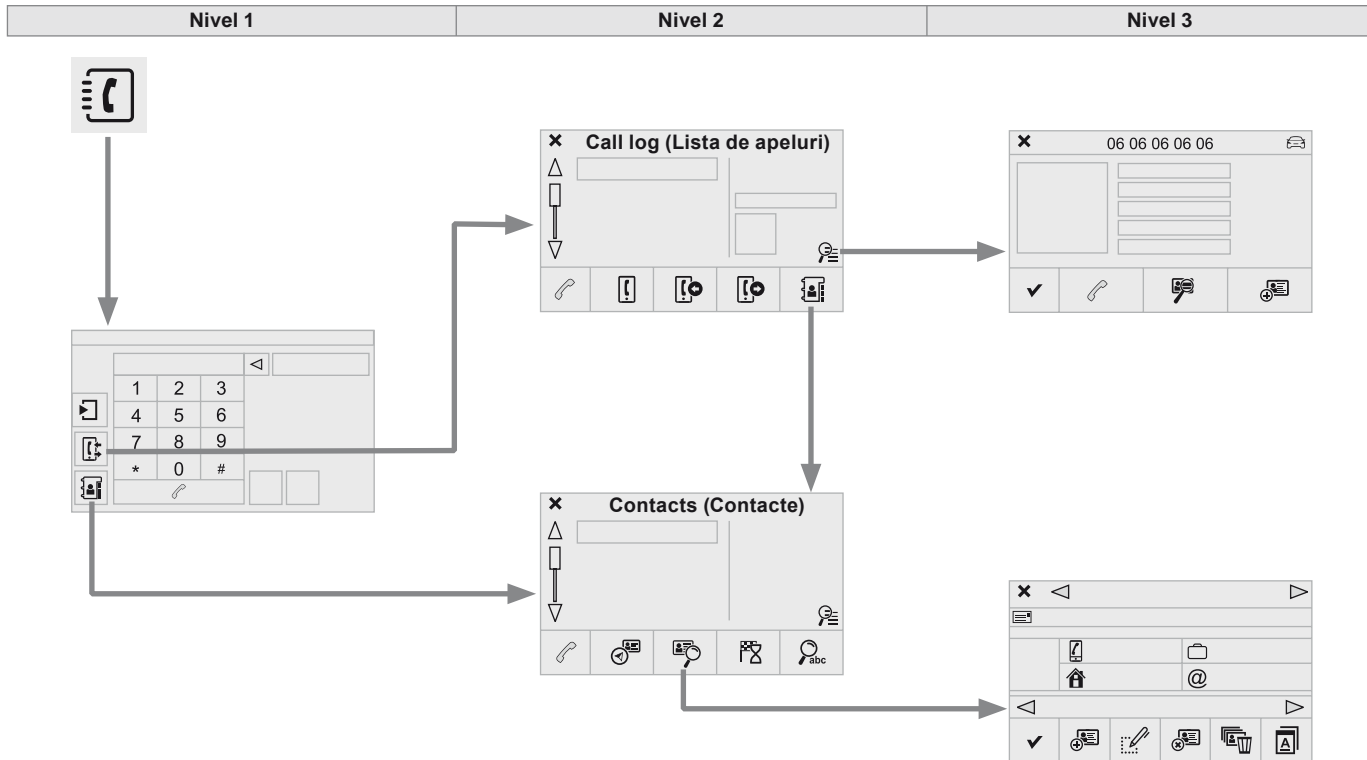 Nivel 1 Nivel 2 Nivel 3
Call log (Lista de apeluri)
06 06 06 06 06
1 2 3
4 5 6
7 8 9
* 0 #
Contacts (Contacte)
abc
@
A